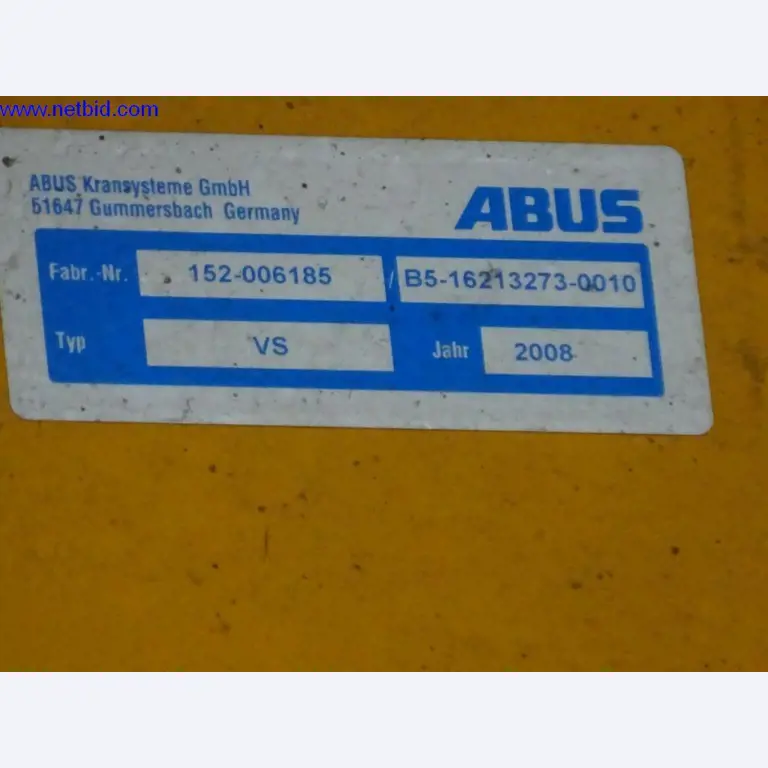 www.netbid.com
ABUS Kransysteme GmbH
51647 Gummersbach Germany
ABUS
Fabr.-Nr. 152-006185 / B5-16213273-0010
Typ VS Jahr 2008